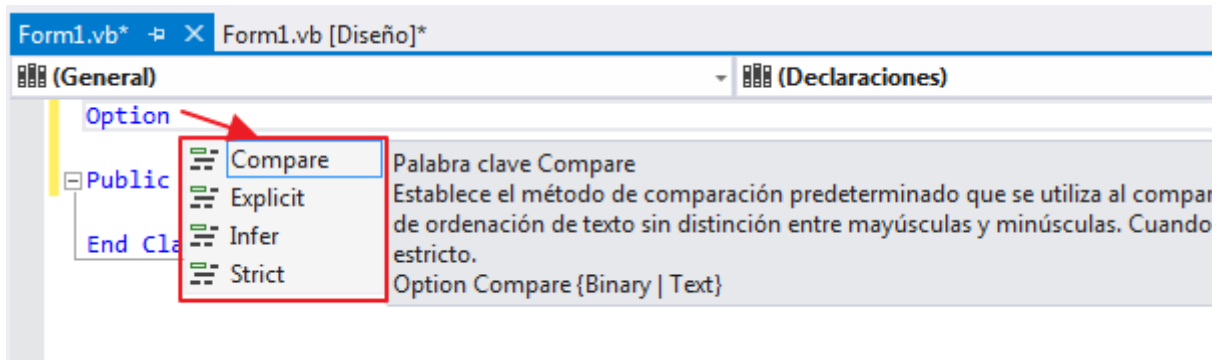 Form1.vb* Form1.vb [Diseño]*
(General) (Declaraciones)
Option
Compare
Explicit
Infer
Strict
Palabra clave Compare
Establece el método de comparación predeterminado que se utiliza al
de ordenación de texto sin distinción entre mayúsculas y minúsculas. Cuando
estricto.
Option Compare {Binary | Text}
Public
End